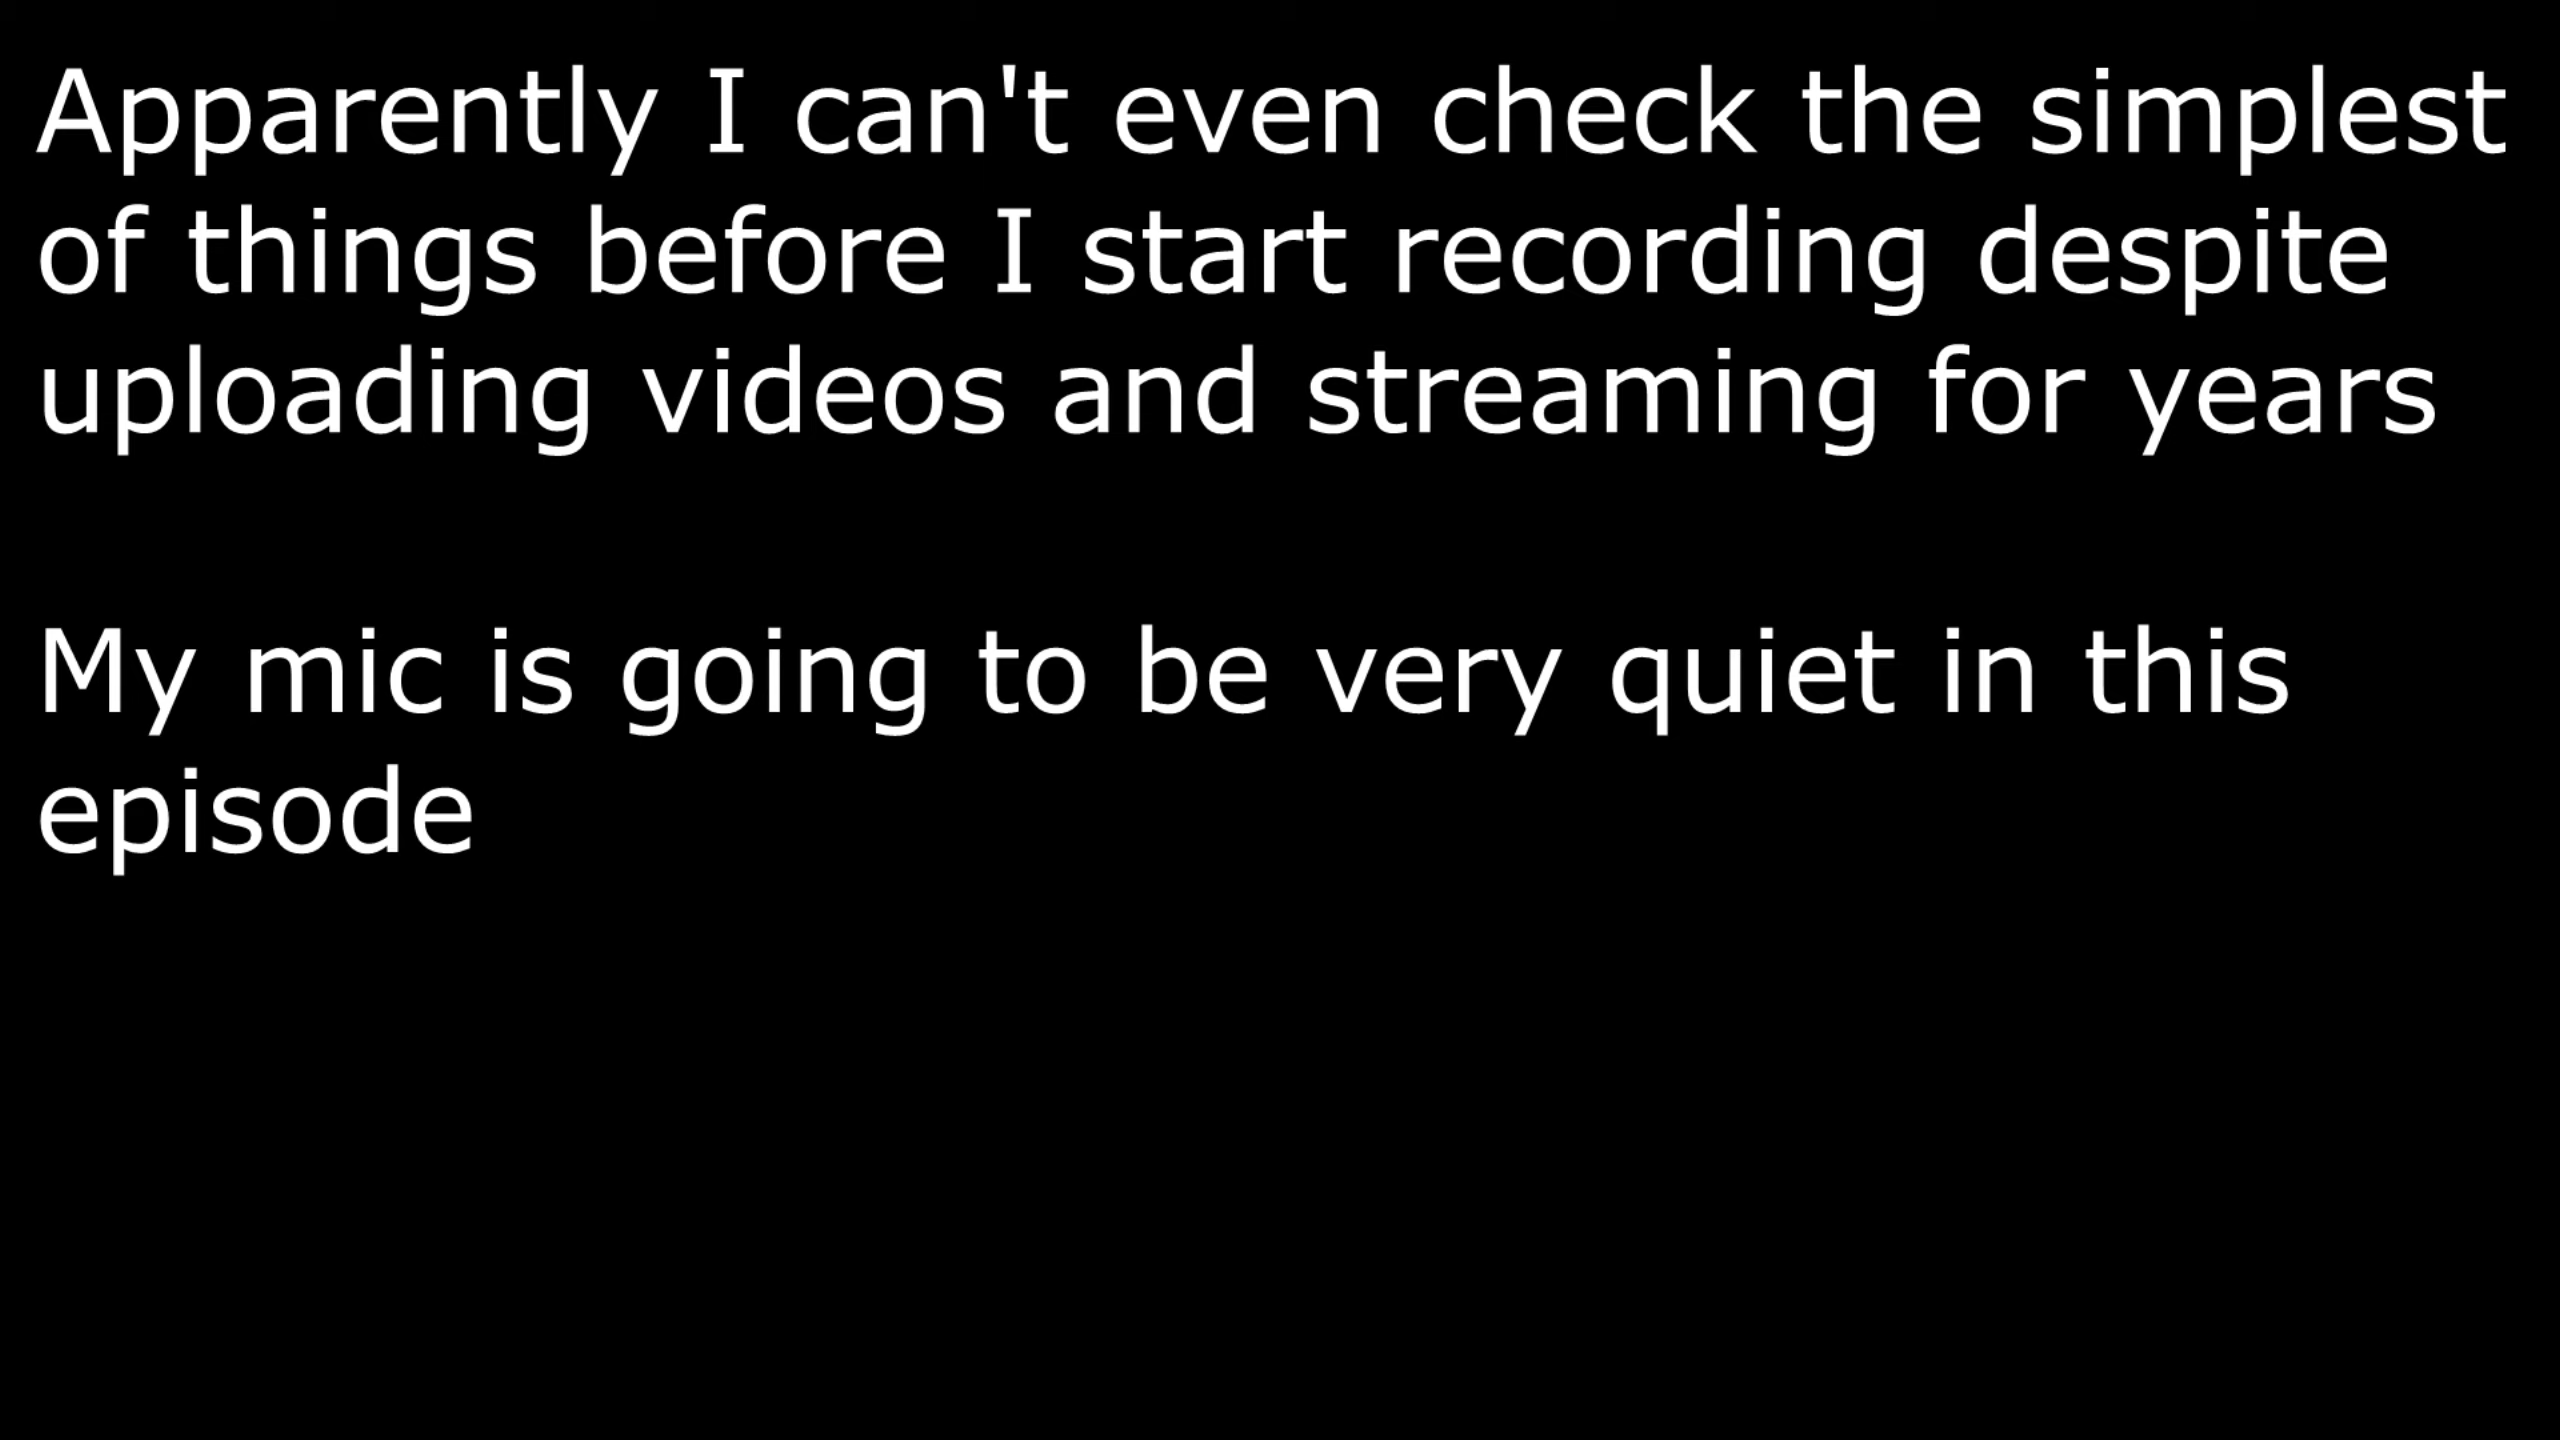 Apparently I can't even check the simplest
of things before I start recording despite
uploading videos and streaming for years
My mic is going to be very quiet in this
episode